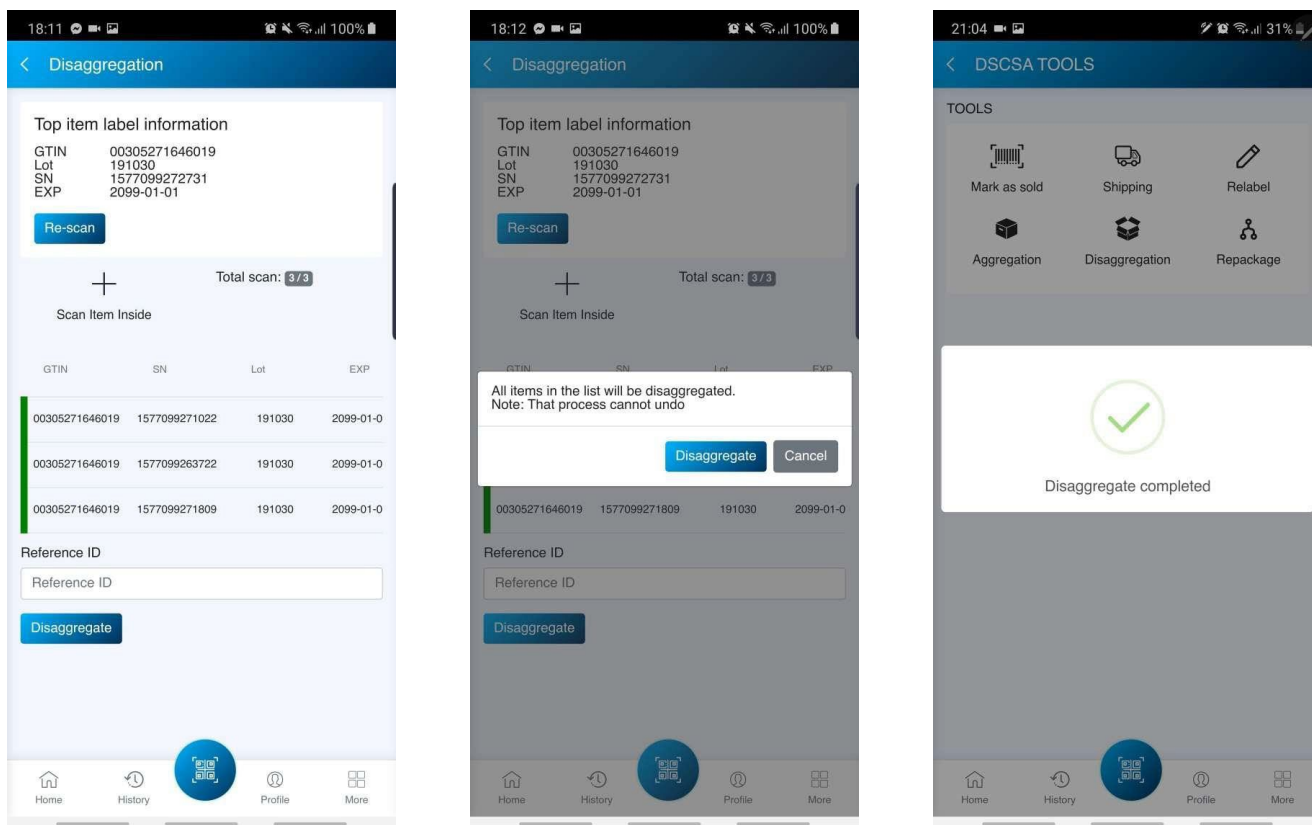 18:11 100%
Disaggregation
Top item label information
GTIN 00305271646019
Lot 191030
SN 1577099272731
EXP 2099-01-01
Re-scan
Total scan: 3/3
Scan Item Inside
GTIN SN Lot EXP
00305271646019 1577099271022 191030 2099-01-0
00305271646019 1577099263722 191030 2099-01-0
00305271646019 1577099271809 191030 2099-01-0
Reference ID
Reference ID
Disaggregate
Home History Profile More
18:12 100%
Disaggregation
Top item label information
GTIN 00305271646019
Lot 191030
SN 1577099272731
EXP 2099-01-01
Re-scan
Total scan: 3/3
Scan Item Inside
GTIN SN Lot EXP
All items in the list will be disaggregated.
Note: That process cannot undo
Disaggregate Cancel
00305271646019 1577099271809 191030 2099-01-0
Reference ID
Reference ID
Disaggregate
Home History Profile More
21:04 31%
DSCSA TOOLS
TOOLS
Mark as sold Shipping Relabel
Aggregation Disaggregation Repackage
Disaggregate completed
Home History Profile More